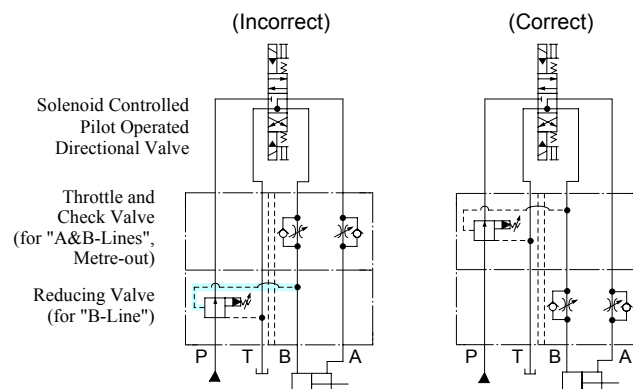 (Incorrect)
(Correct)
Solenoid Controlled
Pilot Operated
Directional Valve
Throttle and
Check Valve
(for "A&B-Lines",
Metre-out)
Reducing Valve
(for "B-Line")
P T B A
P T B A